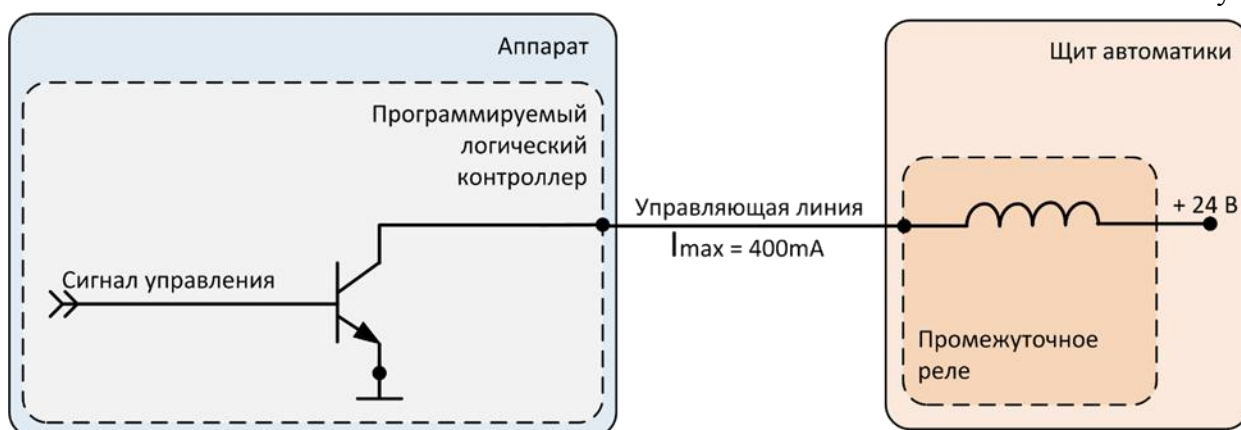 у
Аппарат
Щит автоматики
Программируемый
логический
контроллер
Управляющая линия
+ 24 В
Imax = 400mA
Сигнал управления
Промежуточное
реле